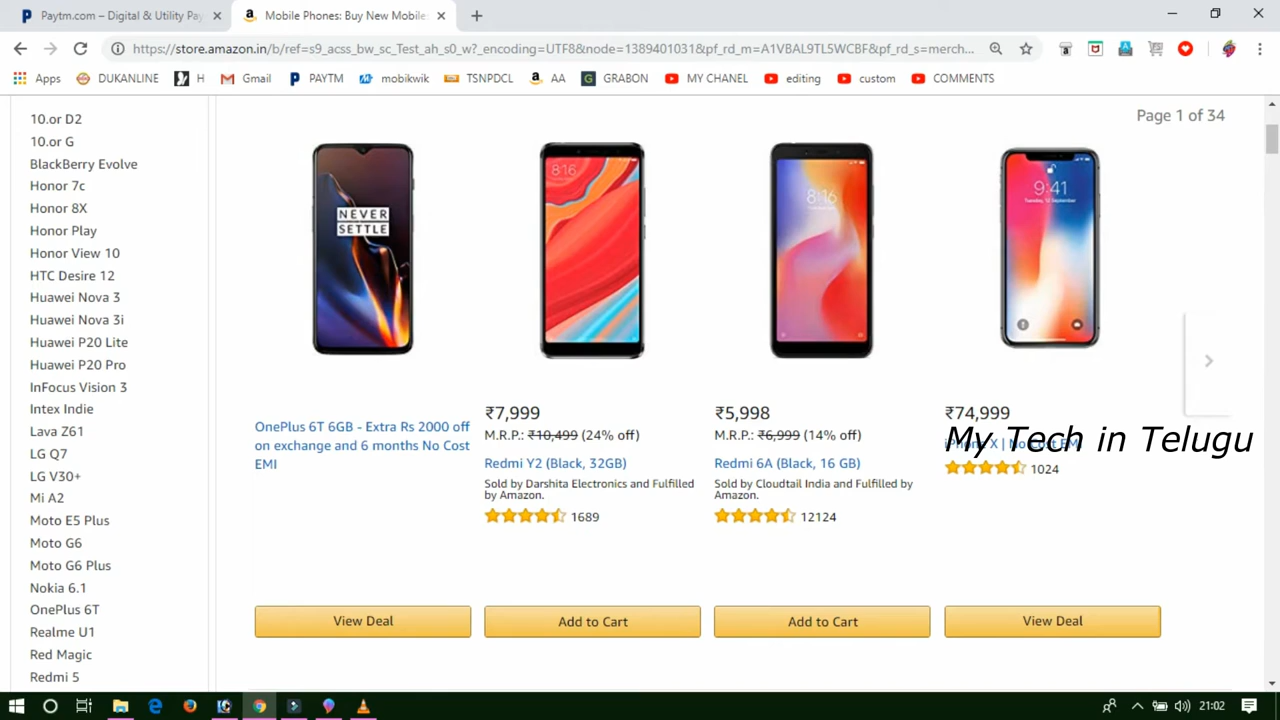 Paytm.com – Digital & Utility Pay
Mobile Phones: Buy New Mobile
https://store.amazon.in/b/ref=s9_acss_bw_sc_Test_ah_s0_w?_encoding=UTF8&node=1389401031&pf_rd_m=A1VBAL9TL5WCBF&pf_rd_s=merch...
Apps DUKANLINE H Gmail PAYTM mobikwik TSNPDCL AA GRABON MY CHANEL editing custom COMMENTS
Page 1 of 34
10.or D2
10.or G
BlackBerry Evolve
Honor 7c
Honor 8X
Honor Play
Honor View 10
HTC Desire 12
Huawei Nova 3
Huawei Nova 3i
Huawei P20 Lite
Huawei P20 Pro
InFocus Vision 3
Intex Indie
Lava Z61
LG Q7
LG V30+
Mi A2
Moto E5 Plus
Moto G6
Moto G6 Plus
Nokia 6.1
OnePlus 6T
Realme U1
Red Magic
Redmi 5
NEVER
SETTLE
8:16
8:16
9:41
Tuesday, 12 September
OnePlus 6T 6GB - Extra Rs 2000 off
on exchange and 6 months No Cost
EMI
View Deal
₹7,999
M.R.P.: ₹10,499 (24% off)
Redmi Y2 (Black, 32GB)
Sold by Darshita Electronics and Fulfilled
by Amazon.
1689
Add to Cart
₹5,998
M.R.P.: ₹6,999 (14% off)
Redmi 6A (Black, 16 GB)
Sold by Cloudtail India and Fulfilled by
Amazon.
12124
Add to Cart
₹74,999
My Tech in Telugu
1024
View Deal
21:02